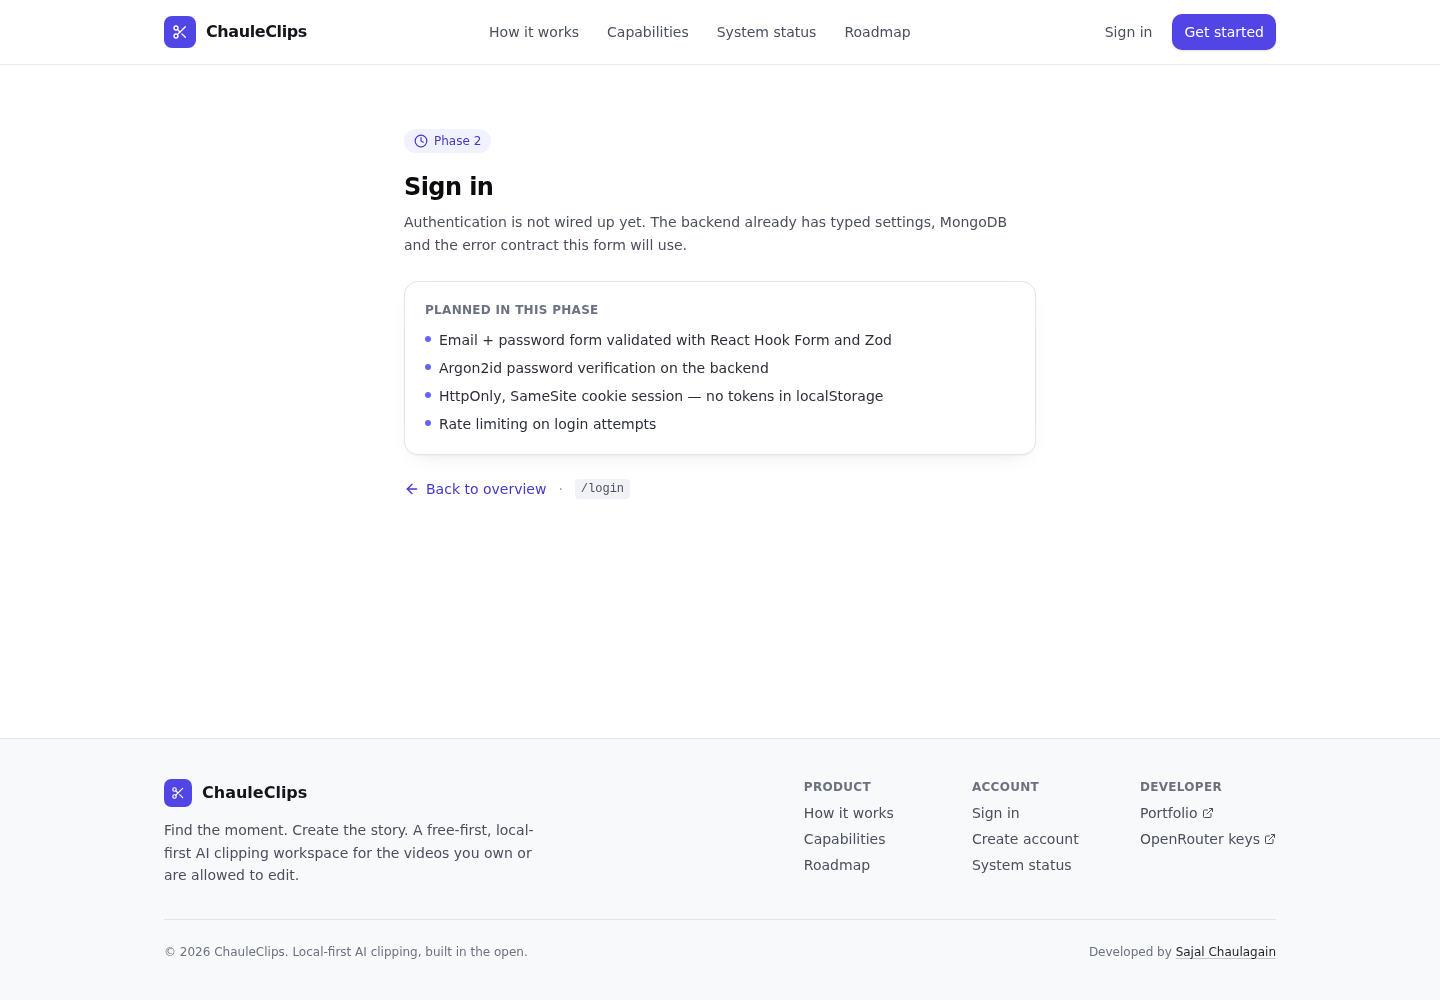 ChauleClips
How it works
Capabilities
System status
Roadmap
Sign in
Get started
Phase 2
Sign in
Authentication is not wired up yet. The backend already has typed settings, MongoDB
and the error contract this form will use.
PLANNED IN THIS PHASE
Email + password form validated with React Hook Form and Zod
Argon2id password verification on the backend
HttpOnly, SameSite cookie session — no tokens in localStorage
Rate limiting on login attempts
Back to overview · /login
ChauleClips
Find the moment. Create the story. A free-first, local-
first AI clipping workspace for the videos you own or
are allowed to edit.
PRODUCT
How it works
Capabilities
Roadmap
ACCOUNT
Sign in
Create account
System status
DEVELOPER
Portfolio
OpenRouter keys
© 2026 ChauleClips. Local-first AI clipping, built in the open.
Developed by Sajal Chaulagain